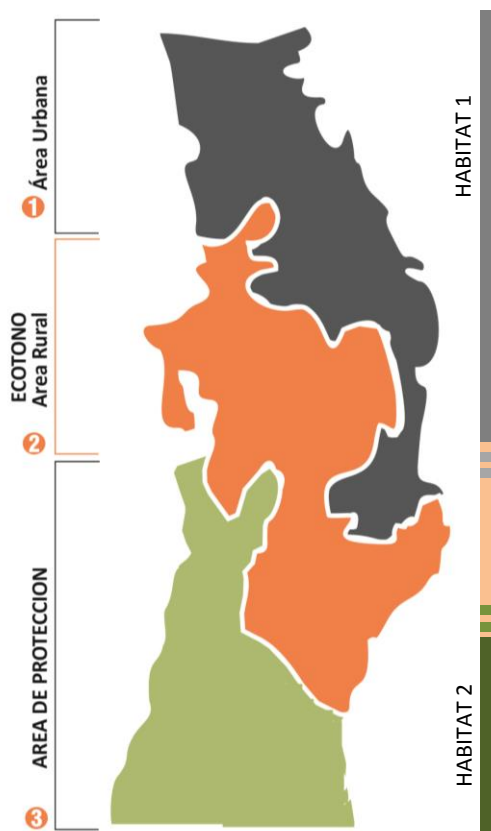 1 Área Urbana
2 ECOTONO
Area Rural
3 AREA DE PROTECCION
HABITAT 1
HABITAT 2